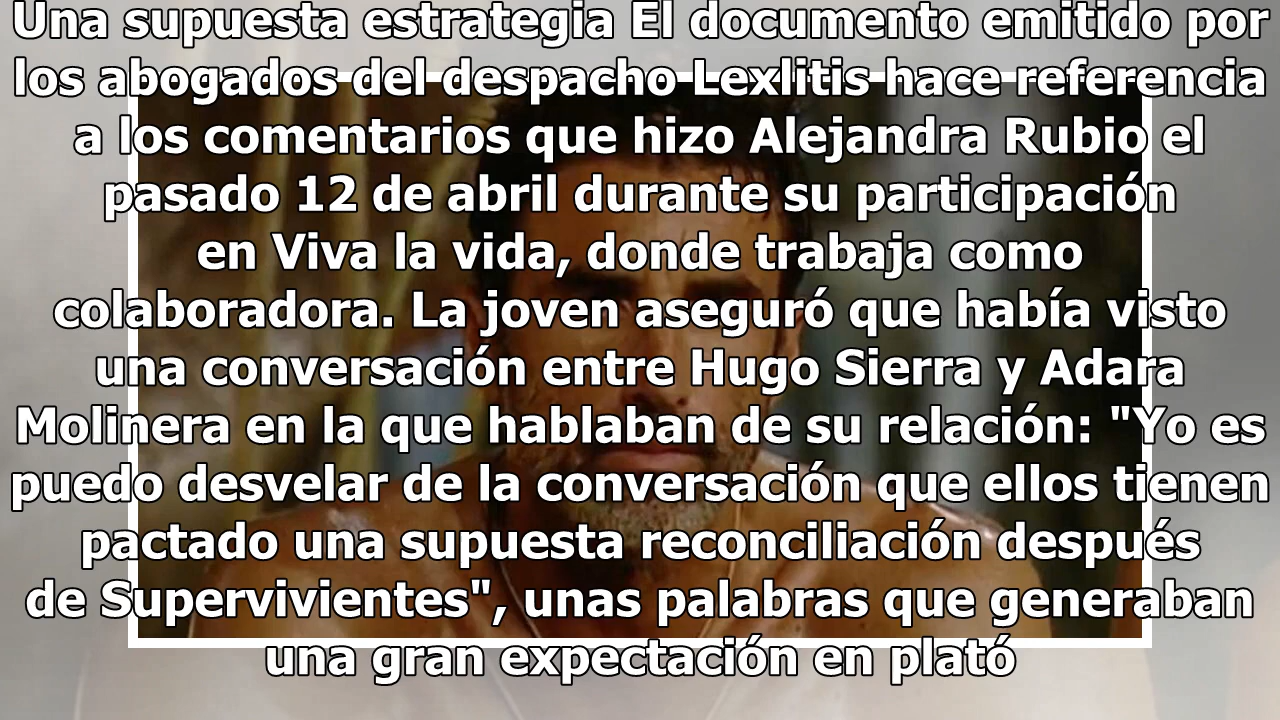 Una supuesta estrategia El documento emitido por
los abogados del despacho Lexlitis hace referencia
a los comentarios que hizo Alejandra Rubio el
pasado 12 de abril durante su participación
en Viva la vida, donde trabaja como
colaboradora. La joven aseguró que había visto
una conversación entre Hugo Sierra y Adara
Molinera en la que hablaban de su relación: "Yo es
puedo desvelar de la conversación que ellos tienen
pactado una supuesta reconciliación después
de Supervivientes", unas palabras que generaban
una gran expectación en plató